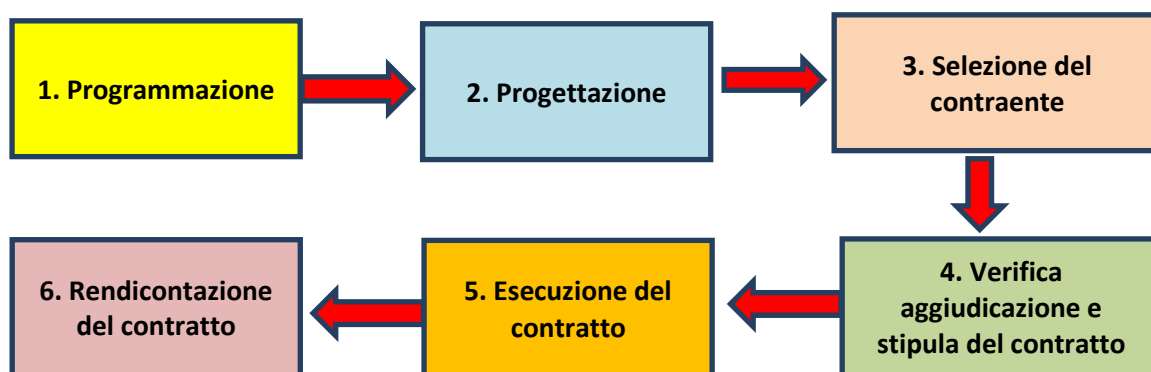 1. Programmazione
2. Progettazione
3. Selezione del
contraente
4. Verifica
aggiudicazione e
stipula del contratto
5. Esecuzione del
contratto
6. Rendicontazione
del contratto